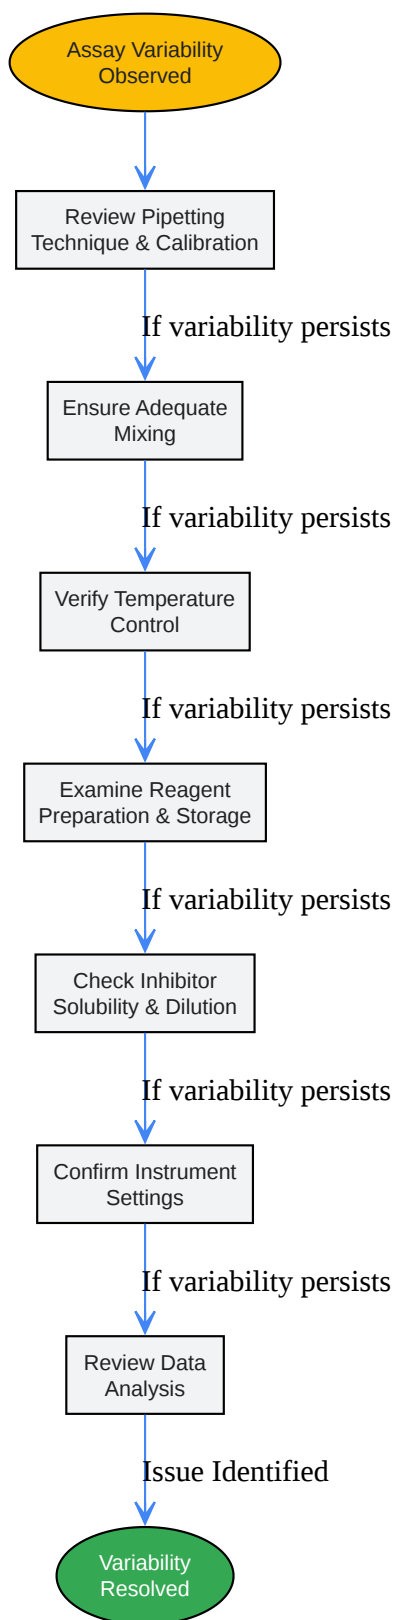 Assay Variability
Observed
Review Pipetting
Technique & Calibration
If variability persists
Ensure Adequate
Mixing
If variability persists
Verify Temperature
Control
If variability persists
Examine Reagent
Preparation & Storage
If variability persists
Check Inhibitor
Solubility & Dilution
If variability persists
Confirm Instrument
Settings
If variability persists
Review Data
Analysis
Issue Identified
Variability
Resolved